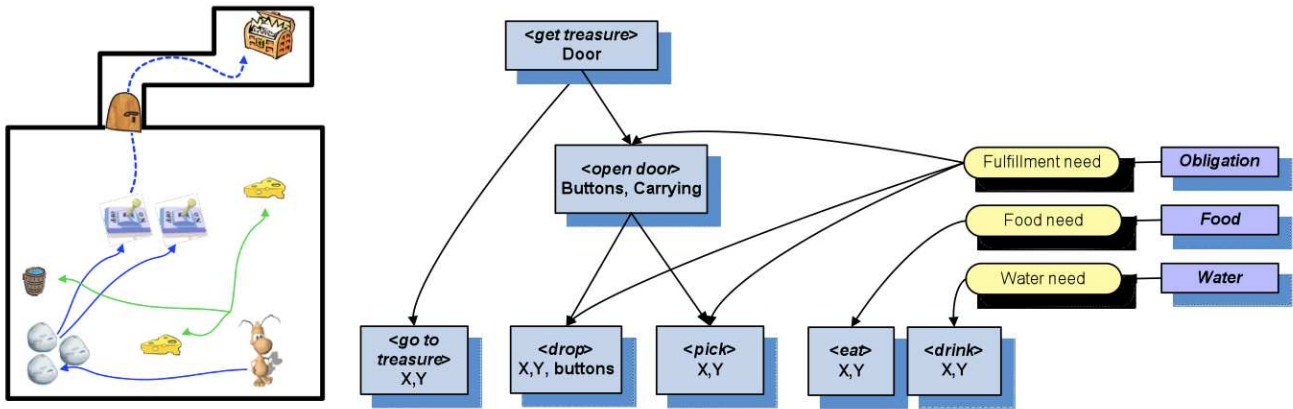 <get treasure>
Door
<open door>
Buttons, Carrying
Fulfillment need
Obligation
Food need
Food
Water need
Water
<go to
treasure>
X,Y
<drop>
X,Y, buttons
<pick>
X,Y
<eat>
X,Y
<drink>
X,Y